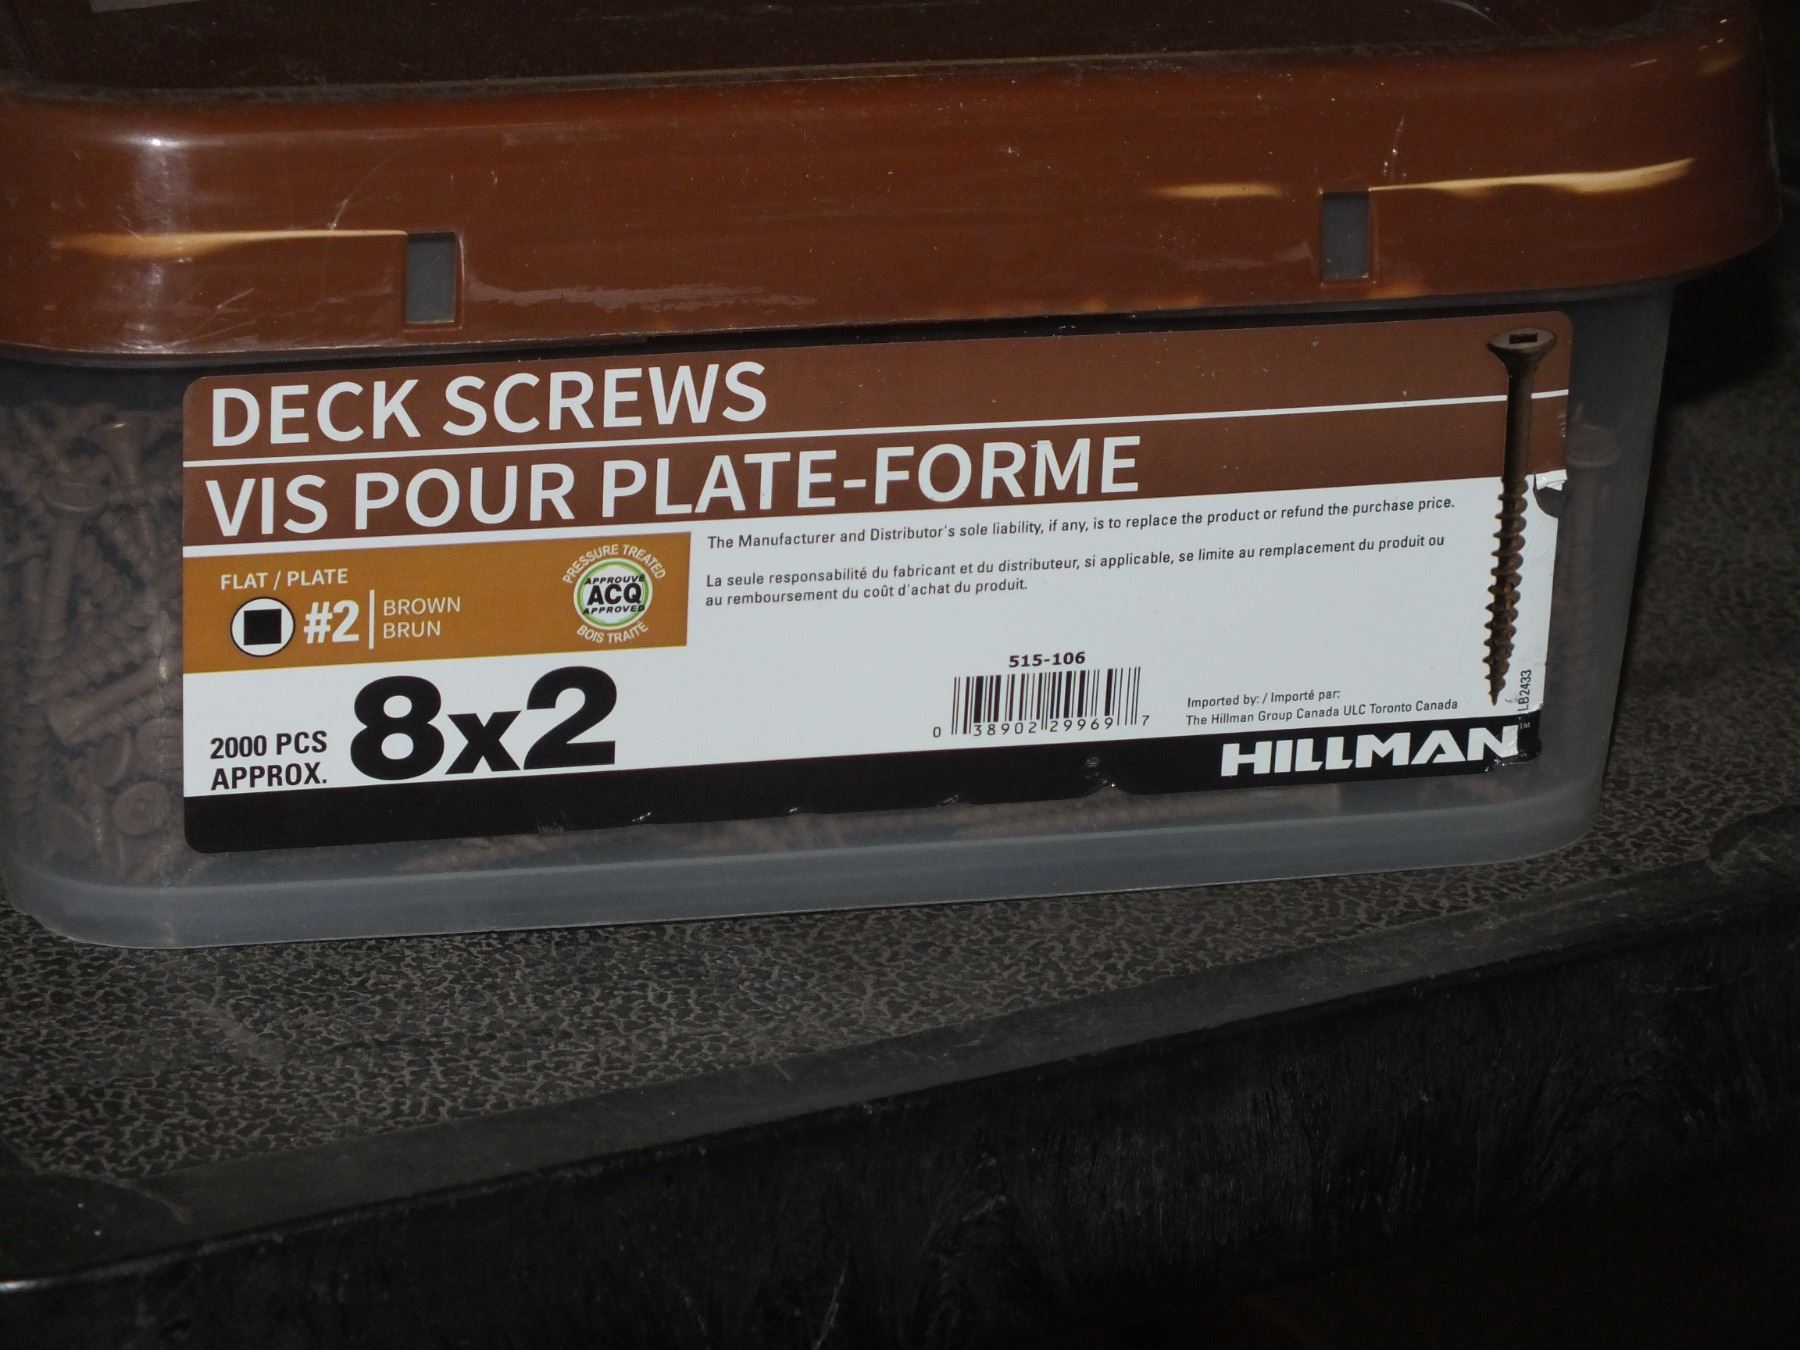 DECK SCREWS
VIS POUR PLATE-FORME
FLAT / PLATE
#2
BROWN
BRUN
PRESSURE TREATED
APPROUVÉ
ACQ
APPROVED
BOIS TRAITÉ
The Manufacturer and Distributor's sole liability, if any, is to replace the product or refund the purchase price.
La seule responsabilité du fabricant et du distributeur, si applicable, se limite au remplacement du produit ou
au remboursement du coût d'achat du produit.
2000 PCS
APPROX.
8x2
515-106
0 38902 29969 7
Imported by: / Importé par:
The Hillman Group Canada ULC Toronto Canada
LB2433
HILLMAN™